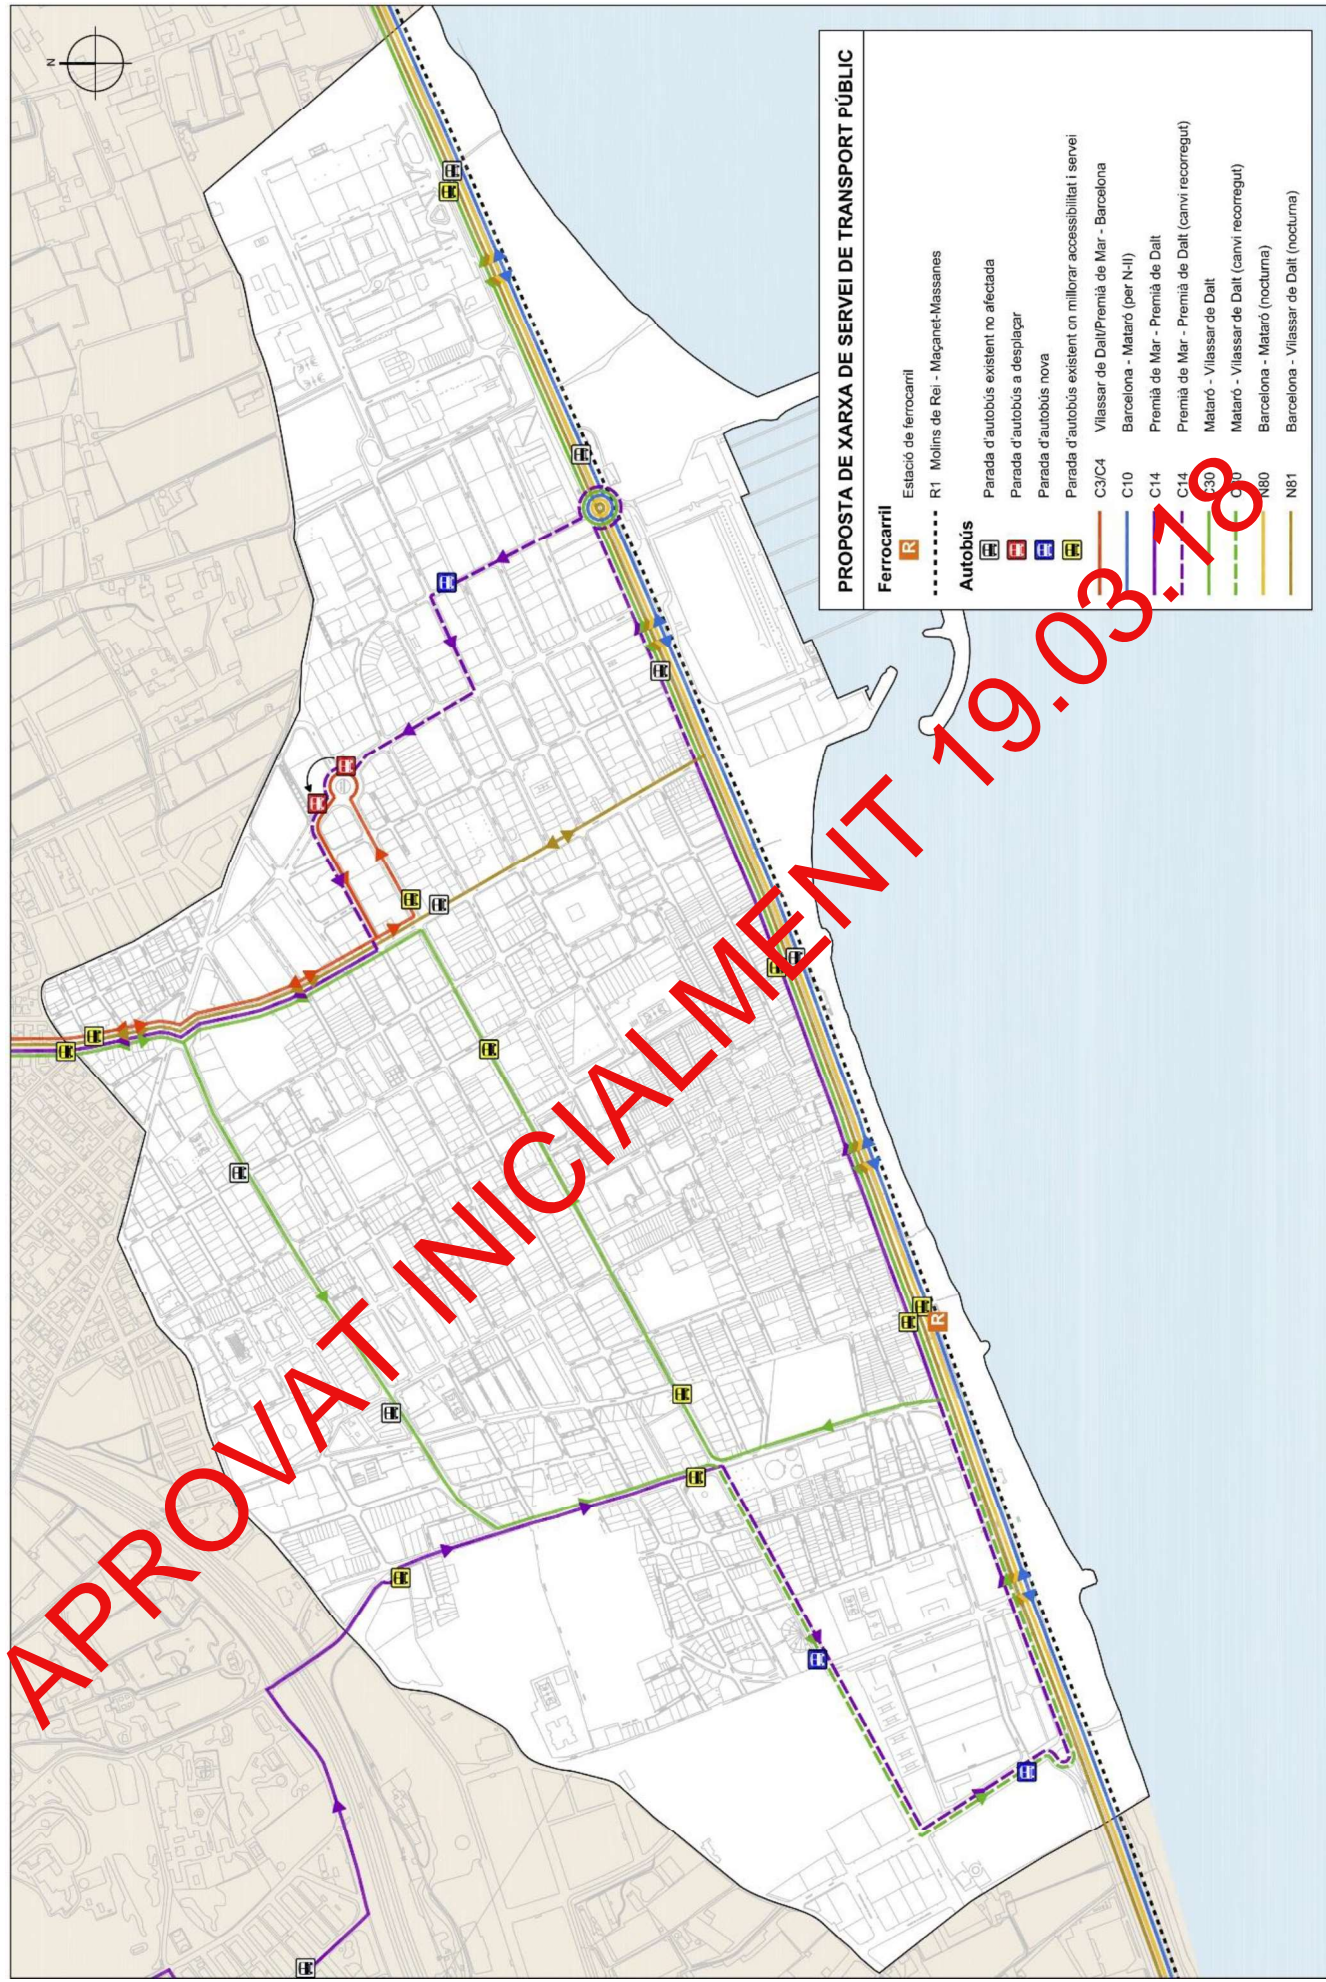 PROPOSTA DE XARXA DE SERVEI DE TRANSPORT PÚBLIC
Ferrocarril
R Estació de ferrocarril
R1 Molins de Rei - Maçanet-Massanes
Autobús
Parada d'autobús existent no afectada
Parada d'autobús a desplaçar
Parada d'autobús nova
Parada d'autobús existent on millorar accessibilitat i servei
C3/C4 Vilassar de Dalt/Premià de Mar - Barcelona
C10 Barcelona - Mataró (per N-II)
C14 Premià de Mar - Premià de Dalt
C14 Premià de Mar - Premià de Dalt (canvi recorregut)
C30 Mataró - Vilassar de Dalt
C30 Mataró - Vilassar de Dalt (canvi recorregut)
N80 Barcelona - Mataró (nocturna)
N81 Barcelona - Vilassar de Dalt (nocturna)
N
R
APROVAT INICIALMENT 19.03.18